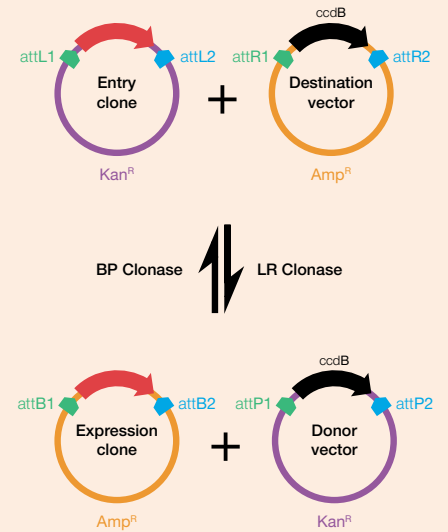 ccdB
attL1
attL2
attR1
attR2
Entry
clone
Destination
vector
Kanᴿ
Ampᴿ
BP Clonase
LR Clonase
ccdB
attB1
attB2
attP1
attP2
Expression
clone
Donor
vector
Ampᴿ
Kanᴿ